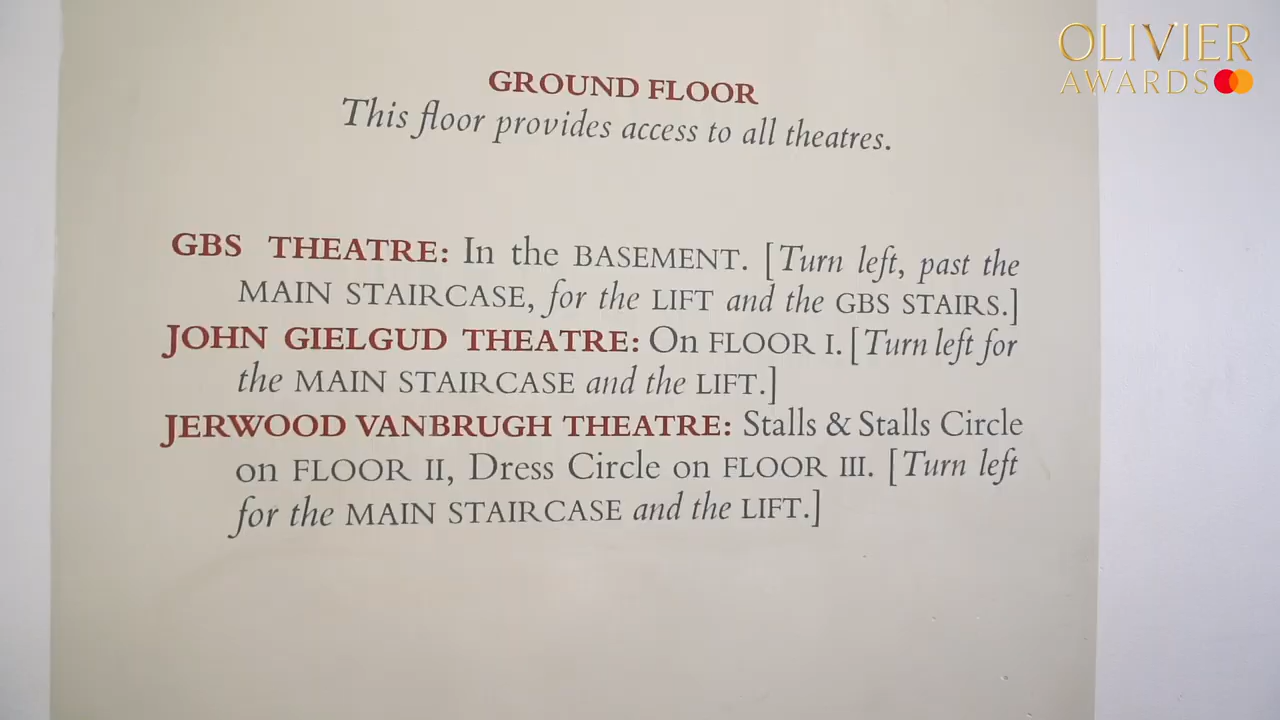 OLIVIER
AWARDS
GROUND FLOOR
This floor provides access to all theatres.
GBS THEATRE: In the BASEMENT. [Turn left, past the
MAIN STAIRCASE, for the LIFT and the GBS STAIRS.]
JOHN GIELGUD THEATRE: On FLOOR I. [Turn left for
the MAIN STAIRCASE and the LIFT.]
JERWOOD VANBRUGH THEATRE: Stalls & Stalls Circle
on FLOOR II, Dress Circle on FLOOR III. [Turn left
for the MAIN STAIRCASE and the LIFT.]